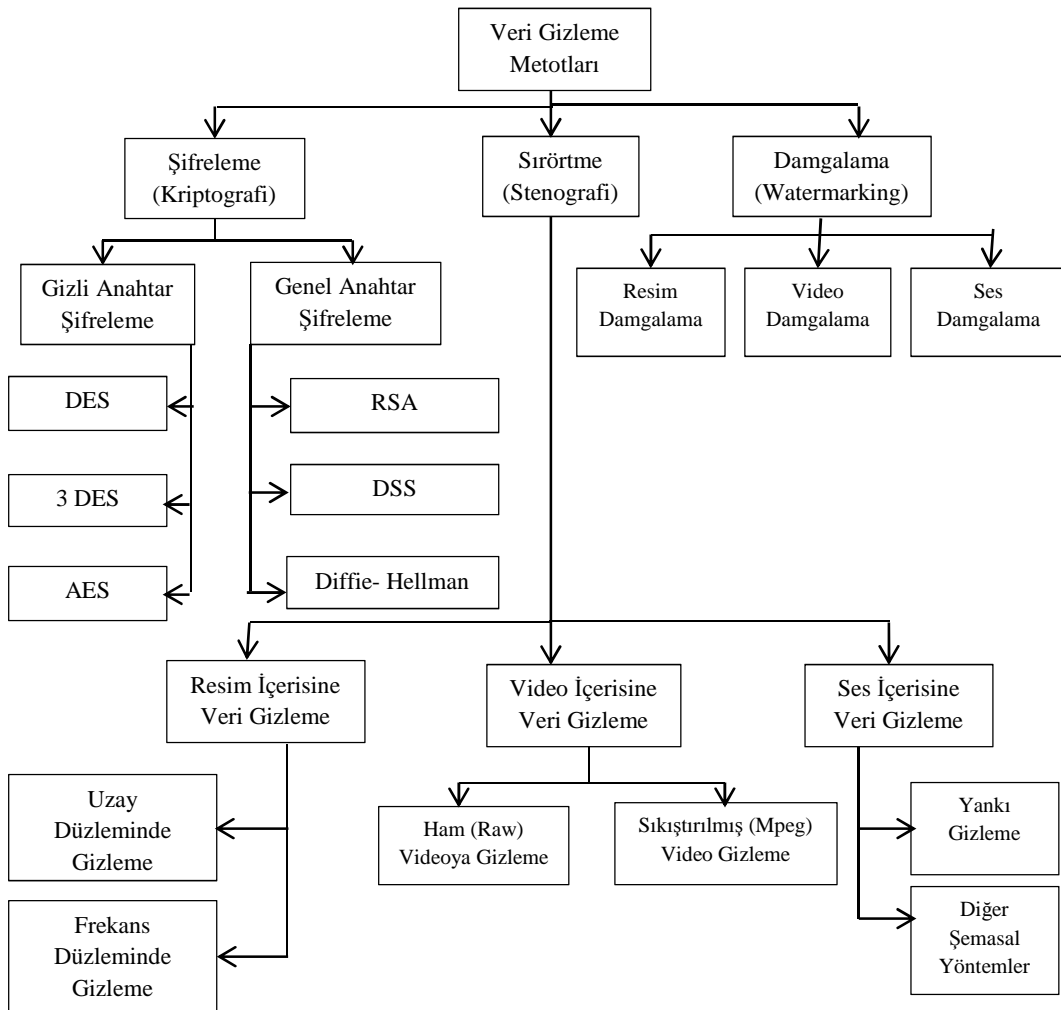 Veri Gizleme
Metotları
Şifreleme
(Kriptografi)
Sırörtme
(Stenografi)
Damgalama
(Watermarking)
Gizli Anahtar
Şifreleme
Genel Anahtar
Şifreleme
Resim
Damgalama
Video
Damgalama
Ses
Damgalama
DES
3 DES
AES
RSA
DSS
Diffie- Hellman
Resim İçerisine
Veri Gizleme
Video İçerisine
Veri Gizleme
Ses İçerisine
Veri Gizleme
Uzay
Düzleminde
Gizleme
Frekans
Düzleminde
Gizleme
Ham (Raw)
Videoya Gizleme
Sıkıştırılmış (Mpeg)
Video Gizleme
Yankı
Gizleme
Diğer
Şemasal
Yöntemler